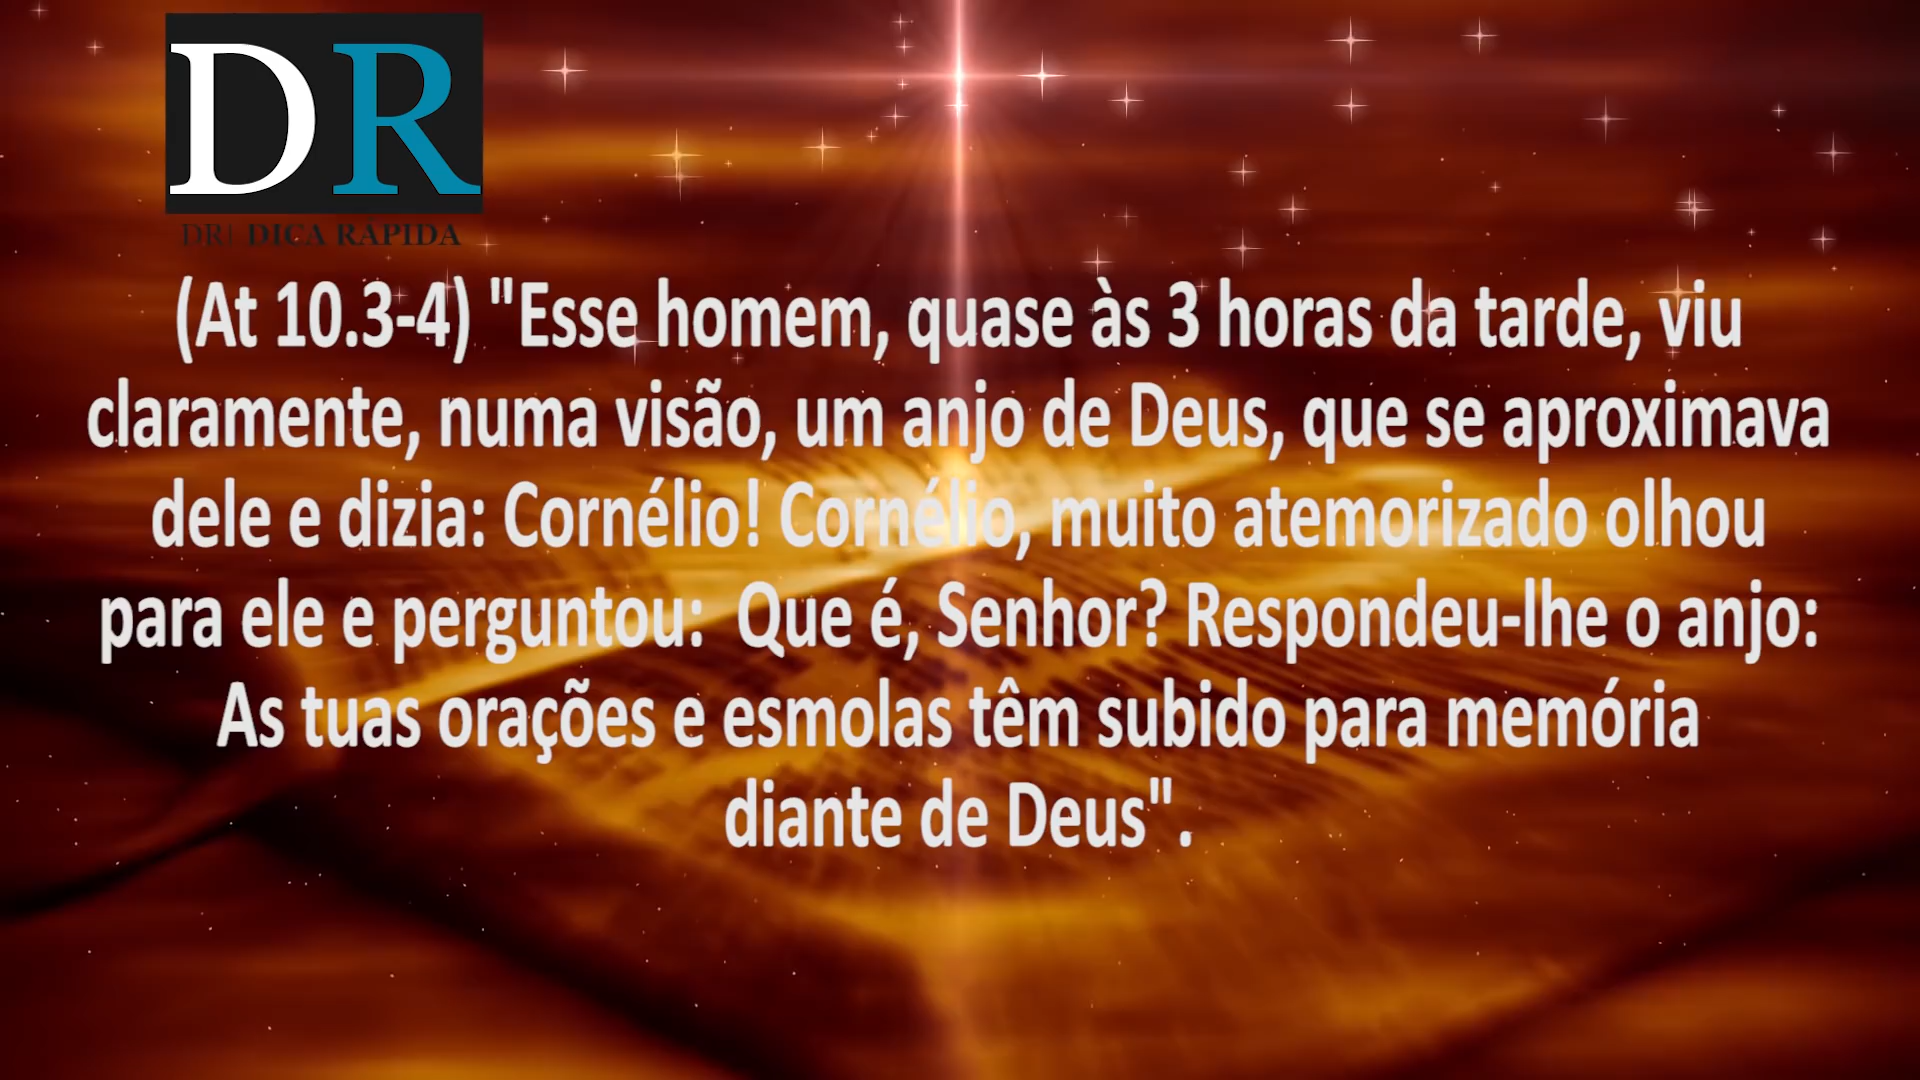 DR
DICA RÁPIDA
(At 10.3-4) "Esse homem, quase às 3 horas da tarde, viu
claramente, numa visão, um anjo de Deus, que se aproximava
dele e dizia: Cornélio! Cornélio, muito atemorizado olhou
para ele e perguntou:  Que é, Senhor? Respondeu-lhe o anjo:
As tuas orações e esmolas têm subido para memória
diante de Deus".